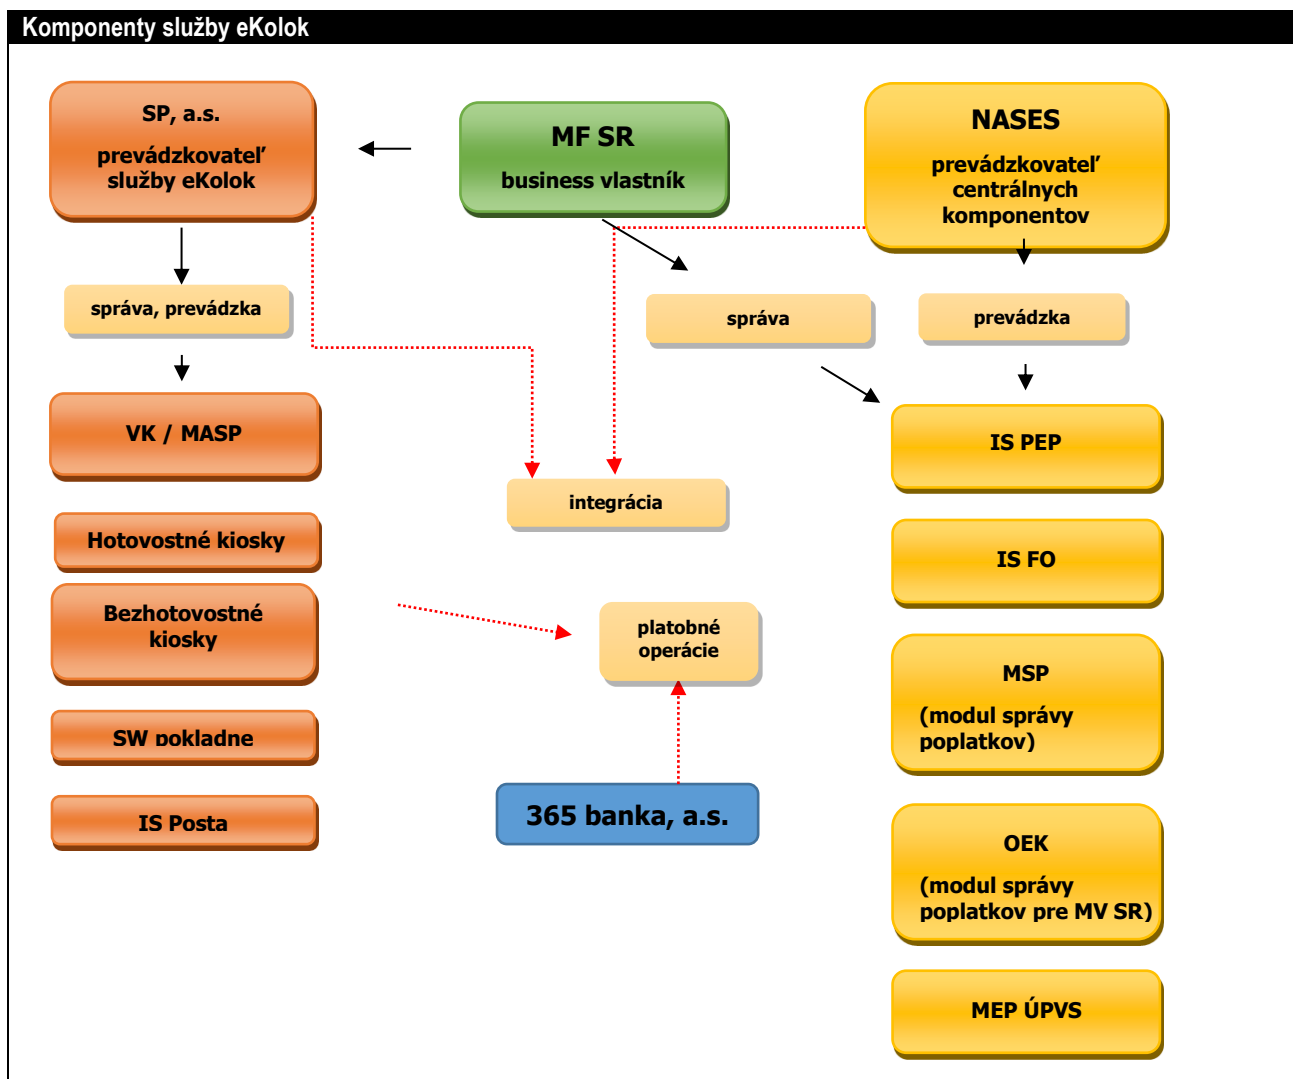 Komponenty služby eKolok
SP, a.s.
prevádzkovateľ
služby eKolok
MF SR
business vlastník
NASES
prevádzkovateľ
centrálnych
komponentov
správa, prevádzka
správa
prevádzka
VK / MASP
IS PEP
integrácia
Hotovostné kiosky
IS FO
Bezhotovostné
kiosky
platobné
operácie
MSP
(modul správy
poplatkov)
SW pokladne
365 banka, a.s.
IS Posta
OEK
(modul správy
poplatkov pre MV SR)
MEP ÚPVS